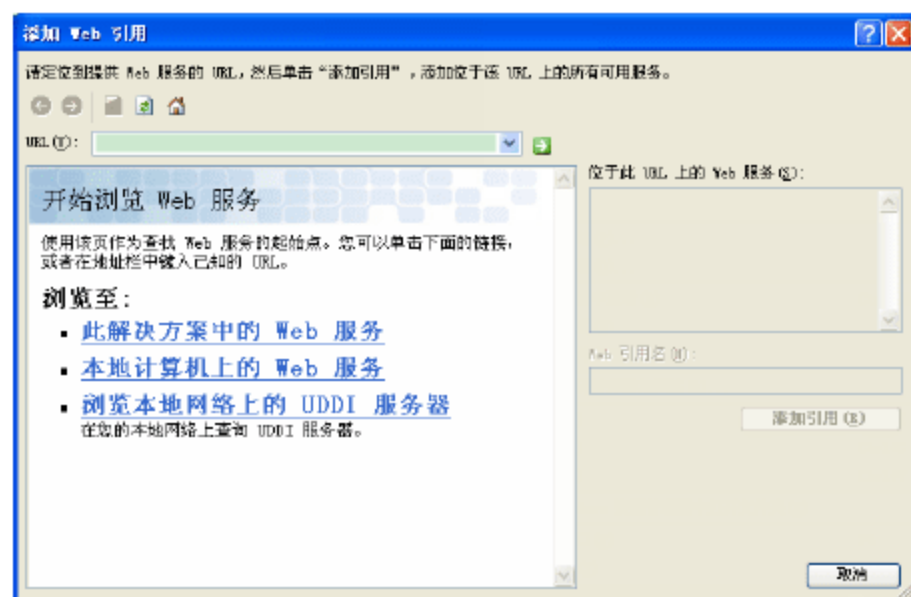 添加 Web 引用
请定位到提供 Web 服务的 URL，然后单击“添加引用”，添加位于该 URL 上的所有可用服务。
URL(T):
位于此 URL 上的 Web 服务(S):
开始浏览 Web 服务
使用该页作为查找 Web 服务的起始点。您可以单击下面的链接，
或者在地址栏中键入已知的 URL。
浏览至:
此解决方案中的 Web 服务
本地计算机上的 Web 服务
浏览本地网络上的 UDDI 服务器
在您的本地网络上查询 UDDI 服务器。
Web 引用名(N):
添加引用(R)
取消